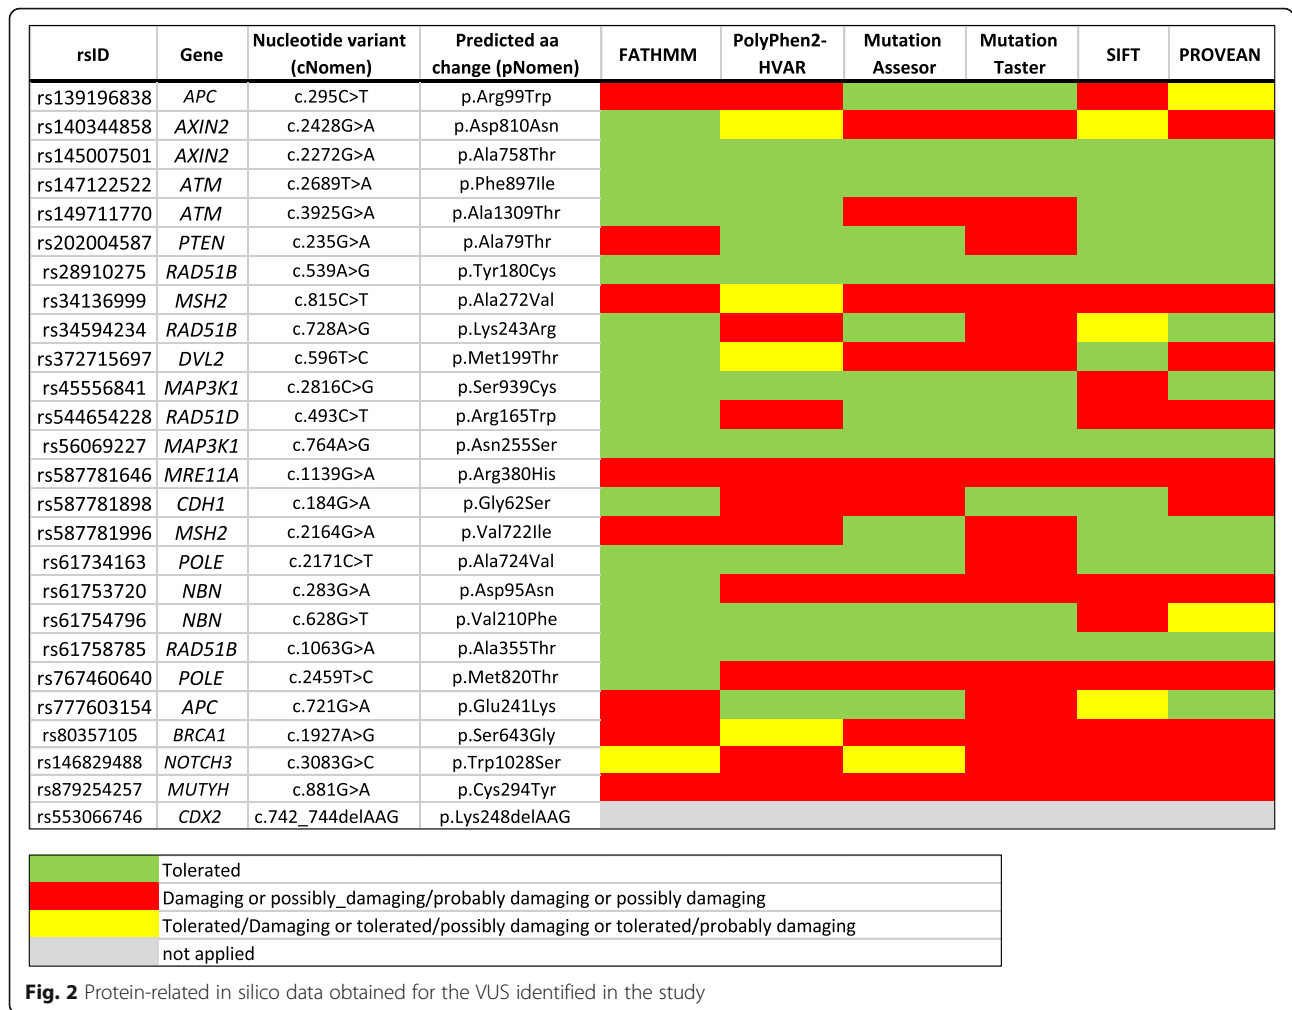 rsID Gene Nucleotide variant (cNomen) Predicted aa change (pNomen) FATHMM PolyPhen2-HVAR Mutation Assesor Mutation Taster SIFT PROVEAN
rs139196838 APC c.295C>T p.Arg99Trp
rs140344858 AXIN2 c.2428G>A p.Asp810Asn
rs145007501 AXIN2 c.2272G>A p.Ala758Thr
rs147122522 ATM c.2689T>A p.Phe897Ile
rs149711770 ATM c.3925G>A p.Ala1309Thr
rs202004587 PTEN c.235G>A p.Ala79Thr
rs28910275 RAD51B c.539A>G p.Tyr180Cys
rs34136999 MSH2 c.815C>T p.Ala272Val
rs34594234 RAD51B c.728A>G p.Lys243Arg
rs372715697 DVL2 c.596T>C p.Met199Thr
rs45556841 MAP3K1 c.2816C>G p.Ser939Cys
rs544654228 RAD51D c.493C>T p.Arg165Trp
rs56069227 MAP3K1 c.764A>G p.Asn255Ser
rs587781646 MRE11A c.1139G>A p.Arg380His
rs587781898 CDH1 c.184G>A p.Gly62Ser
rs587781996 MSH2 c.2164G>A p.Val722Ile
rs61734163 POLE c.2171C>T p.Ala724Val
rs61753720 NBN c.283G>A p.Asp95Asn
rs61754796 NBN c.628G>T p.Val210Phe
rs61758785 RAD51B c.1063G>A p.Ala355Thr
rs767460640 POLE c.2459T>C p.Met820Thr
rs777603154 APC c.721G>A p.Glu241Lys
rs80357105 BRCA1 c.1927A>G p.Ser643Gly
rs146829488 NOTCH3 c.3083G>C p.Trp1028Ser
rs879254257 MUTYH c.881G>A p.Cys294Tyr
rs553066746 CDX2 c.742_744delAAG p.Lys248delAAG
Tolerated
Damaging or possibly_damaging/probably damaging or possibly damaging
Tolerated/Damaging or tolerated/possibly damaging or tolerated/probably damaging
not applied
Fig. 2 Protein-related in silico data obtained for the VUS identified in the study